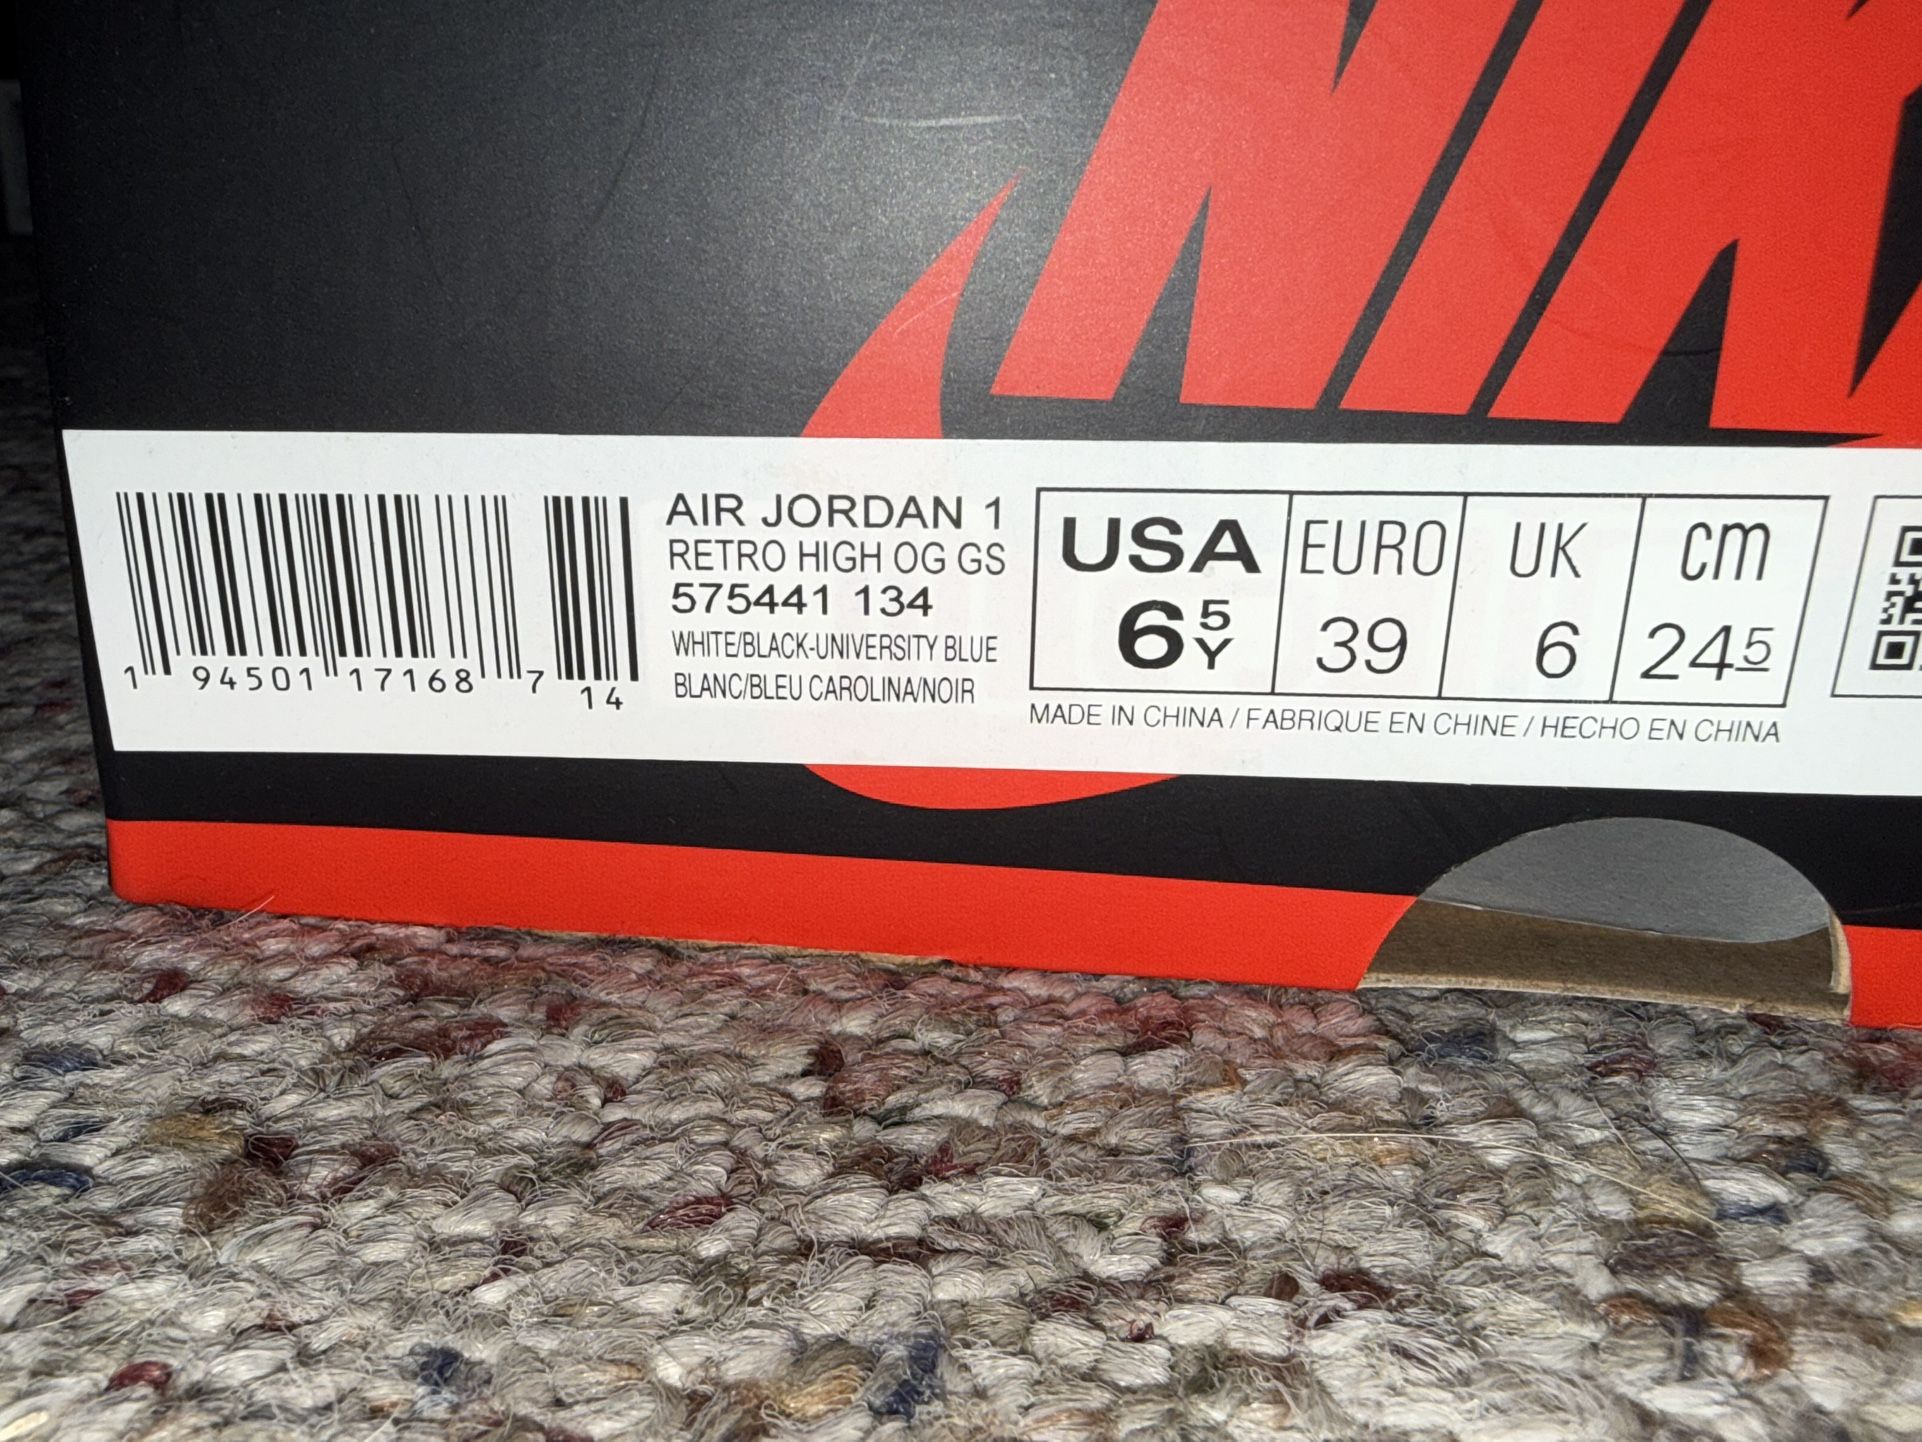 NIK
1 94501 17168 7 14
AIR JORDAN 1
RETRO HIGH OG GS
575441 134
WHITE/BLACK-UNIVERSITY BLUE
BLANC/BLEU CAROLINA/NOIR
USA EURO UK CM
6 5 Y 39 6 24 5
MADE IN CHINA / FABRIQUE EN CHINE / HECHO EN CHINA